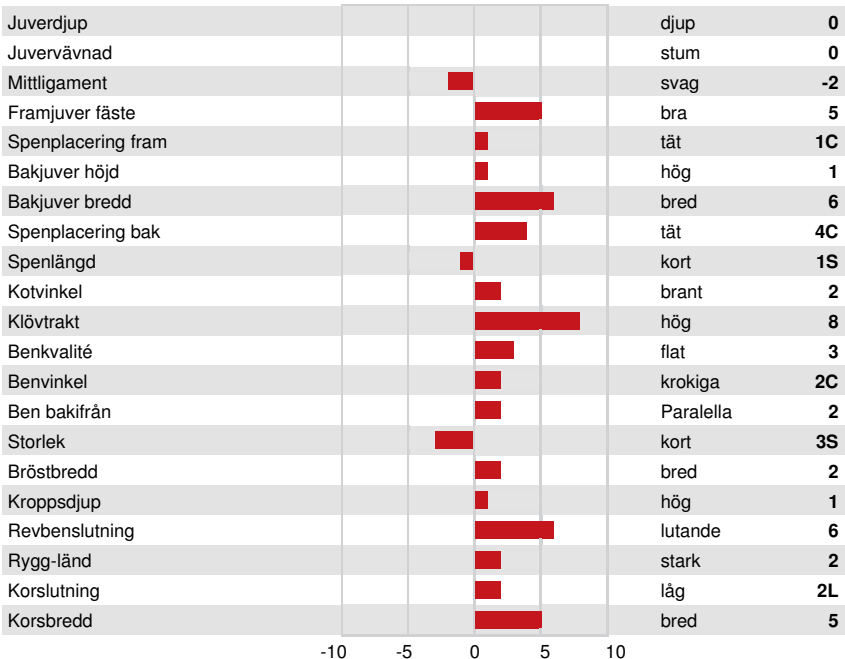 Juverdjup djup 0
Juvervävnad stum 0
Mittligament svag -2
Framjuver fäste bra 5
Spenplacering fram tät 1C
Bakjuver höjd hög 1
Bakjuver bredd bred 6
Spenplacering bak tät 4C
Spenlängd kort 1S
Kotvinkel brant 2
Klövtrakt hög 8
Benkvalité flat 3
Benvinkel krokiga 2C
Ben bakifrån Paralella 2
Storlek kort 3S
Bröstbredd bred 2
Kroppsdjup hög 1
Revbenslutning lutande 6
Rygg-länd stark 2
Korslutning låg 2L
Korsbredd bred 5
-10 -5 0 5 10